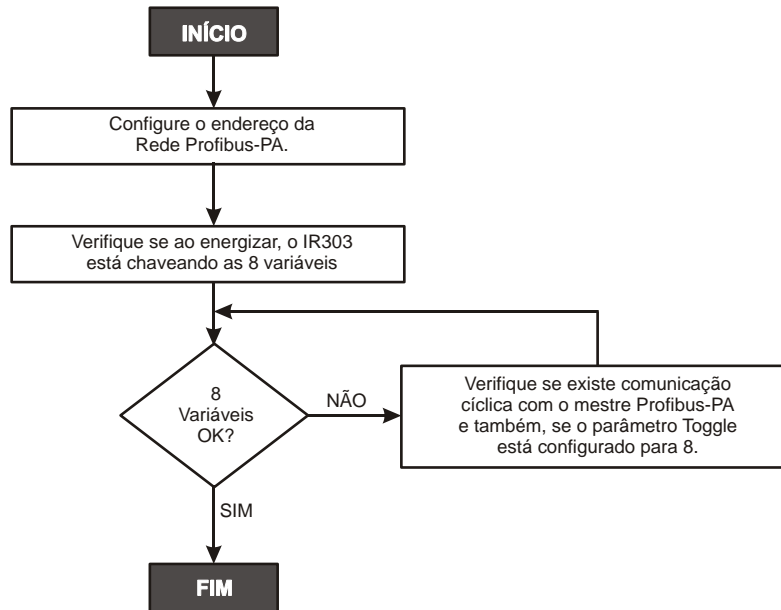 INÍCIO
Configure o endereço da
Rede Profibus-PA.
Verifique se ao energizar, o IR303
está chaveando as 8 variáveis
8
Variáveis
OK?
NÃO
Verifique se existe comunicação
cíclica com o mestre Profibus-PA
e também, se o parâmetro Toggle
está configurado para 8.
SIM
FIM